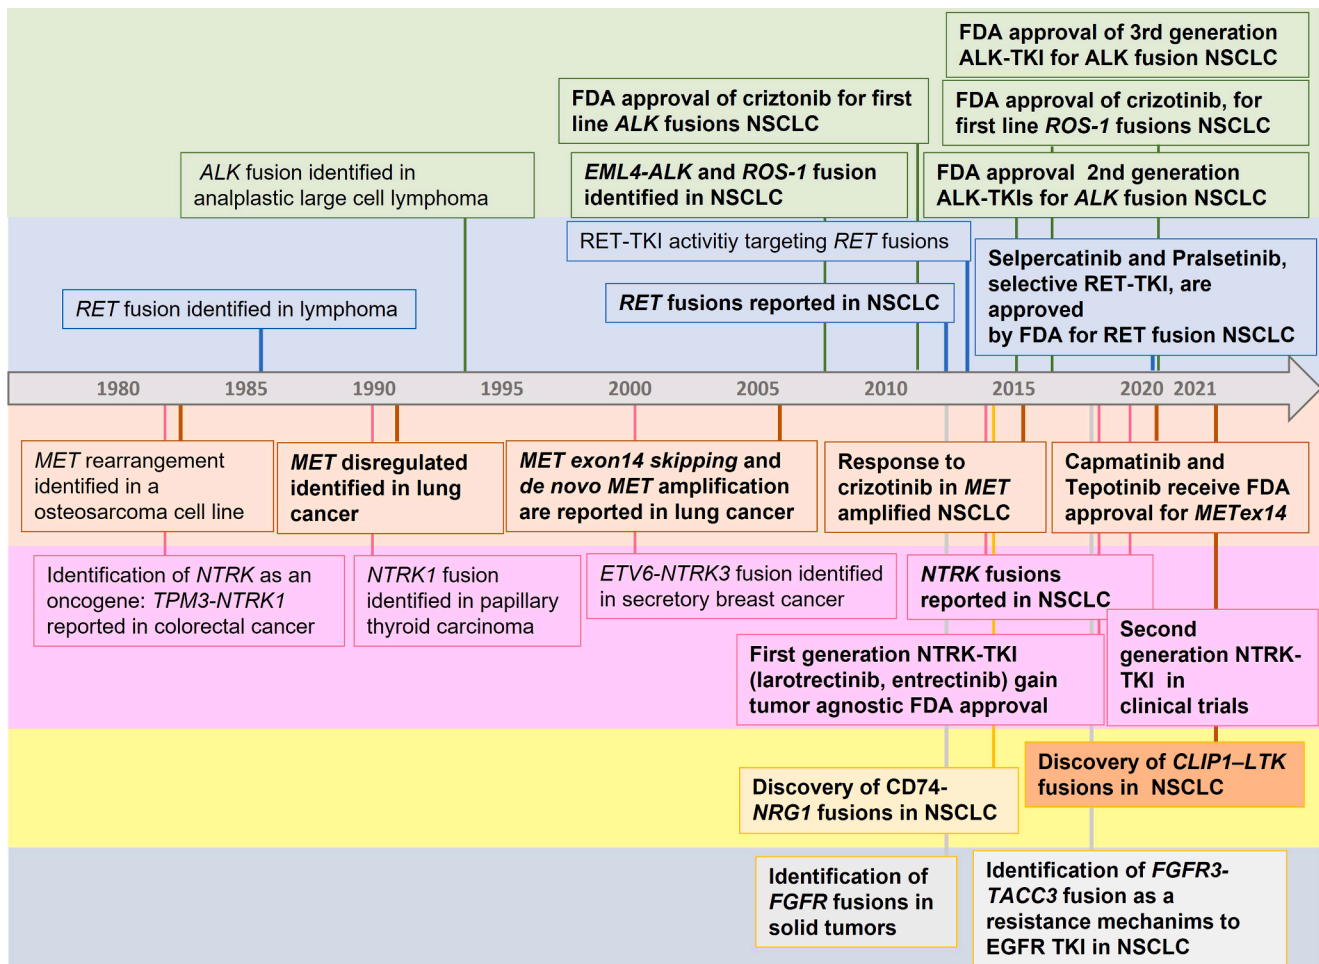 FDA approval of 3rd generation
ALK-TKI for ALK fusion NSCLC
FDA approval of criztonib for first
line ALK fusions NSCLC
FDA approval of crizotinib, for
first line ROS-1 fusions NSCLC
ALK fusion identified in
analplastic large cell lymphoma
EML4-ALK and ROS-1 fusion
identified in NSCLC
FDA approval 2nd generation
ALK-TKIs for ALK fusion NSCLC
RET-TKI activitiy targeting RET fusions
Selpercatinib and Pralsetinib,
selective RET-TKI, are
approved
by FDA for RET fusion NSCLC
RET fusion identified in lymphoma
RET fusions reported in NSCLC
1980 1985 1990 1995 2000 2005 2010 2015 2020 2021
MET rearrangement
identified in a
osteosarcoma cell line
MET disregulated
identified in lung
cancer
MET exon14 skipping and
de novo MET amplification
are reported in lung cancer
Response to
crizotinib in MET
amplified NSCLC
Capmatinib and
Tepotinib receive FDA
approval for METex14
Identification of NTRK as an
oncogene: TPM3-NTRK1
reported in colorectal cancer
NTRK1 fusion
identified in papillary
thyroid carcinoma
ETV6-NTRK3 fusion identified
in secretory breast cancer
NTRK fusions
reported in NSCLC
First generation NTRK-TKI
(larotrectinib, entrectinib) gain
tumor agnostic FDA approval
Second
generation NTRK-
TKI in
clinical trials
Discovery of CD74-
NRG1 fusions in NSCLC
Discovery of CLIP1–LTK
fusions in NSCLC
Identification of
FGFR fusions in
solid tumors
Identification of FGFR3-
TACC3 fusion as a
resistance mechanims to
EGFR TKI in NSCLC